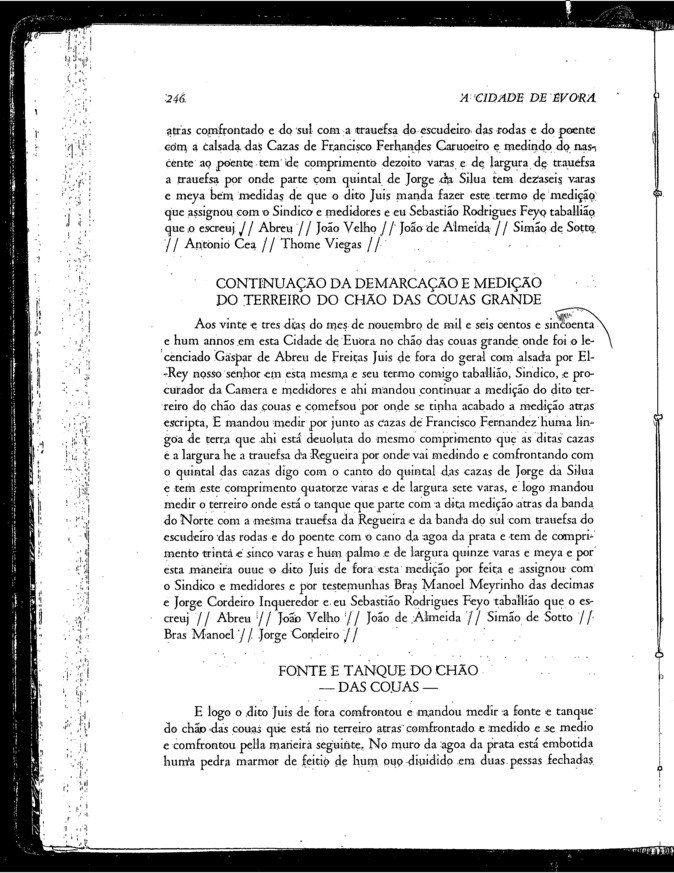 246
A CIDADE DE ÉVORA
atras comfrontado e do sul com a trauefsa do escudeiro das rodas e do poente
com a calsada das Cazas de Francisco Fernandes Caruoeiro e medindo do nas-
cente ao poente tem de comprimento dezoito varas e de largura de trauefsa
a trauefsa por onde parte com quintal de Jorge da Silua tem dezaseis varas
e meya bem medidas de que o dito Juis manda fazer este termo de medição
que assignou com o Sindico e medidores e eu Sebastião Rodrigues Feyo taballião
que o escreuj // Abreu // João Velho // João de Almeida // Simão de Sotto
// Antonio Cea // Thome Viegas //
CONTINUAÇÃO DA DEMARCAÇÃO E MEDIÇÃO
DO TERREIRO DO CHÃO DAS COUAS GRANDE
Aos vinte e tres dias do mes de nouembro de mil e seis centos e sincoenta
e hum annos em esta Cidade de Euora no chão das couas grande onde foi o le-
cenciado Gaspar de Abreu de Freitas Juis de fora do geral com alsada por El-
-Rey nosso senhor em esta mesma e seu termo comigo taballião, Sindico, e pro-
curador da Camera e medidores e ahi mandou continuar a medição do dito ter-
reiro do chão das couas e comefsou por onde se tinha acabado a medição atras
escripta, E mandou medir por junto as cazas de Francisco Fernandez huma lin-
goa de terra que ahi está deuoluta do mesmo comprimento que as ditas cazas
e a largura he a trauefsa da Regueira por onde vai medindo e comfrontando com
o quintal das cazas digo com o canto do quintal das cazas de Jorge da Silua
e tem este comprimento quatorze varas e de largura sete varas, e logo mandou
medir o terreiro onde está o tanque que parte com a dita medição atras da banda
do Norte com a mesma trauefsa da Regueira e da banda do sul com trauefsa do
escudeiro das rodas e do poente com o cano da agoa da prata e tem de compri-
mento trinta e sinco varas e hum palmo e de largura quinze varas e meya e por
esta maneira ouue o dito Juis de fora esta medição por feita e assignou com
o Sindico e medidores e por testemunhas Bras Manoel Meyrinho das decimas
e Jorge Cordeiro Inqueredor e eu Sebastião Rodrigues Feyo taballião que o es-
creuj // Abreu // João Velho // João de Almeida // Simão de Sotto //
Bras Manoel // Jorge Cordeiro //
FONTE E TANQUE DO CHÃO
— DAS COUAS —
E logo o dito Juis de fora comfrontou e mandou medir a fonte e tanque
do chão das couas que está no terreiro atras comfrontado e medido e se medio
e comfrontou pella maneira seguinte. No muro da agoa da prata está embotida
huma pedra marmor de feitio de hum ouo diuidido em duas pessas fechadas